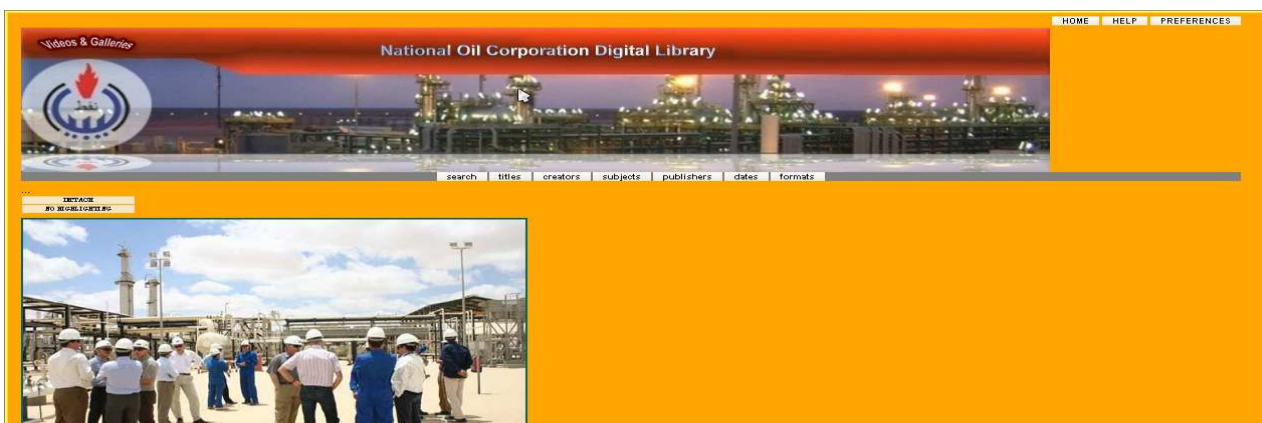 HOME HELP PREFERENCES
Videos & Galleries
National Oil Corporation Digital Library
search titles creators subjects publishers dates formats
...
DETACH
NO HIGHLIGHTING